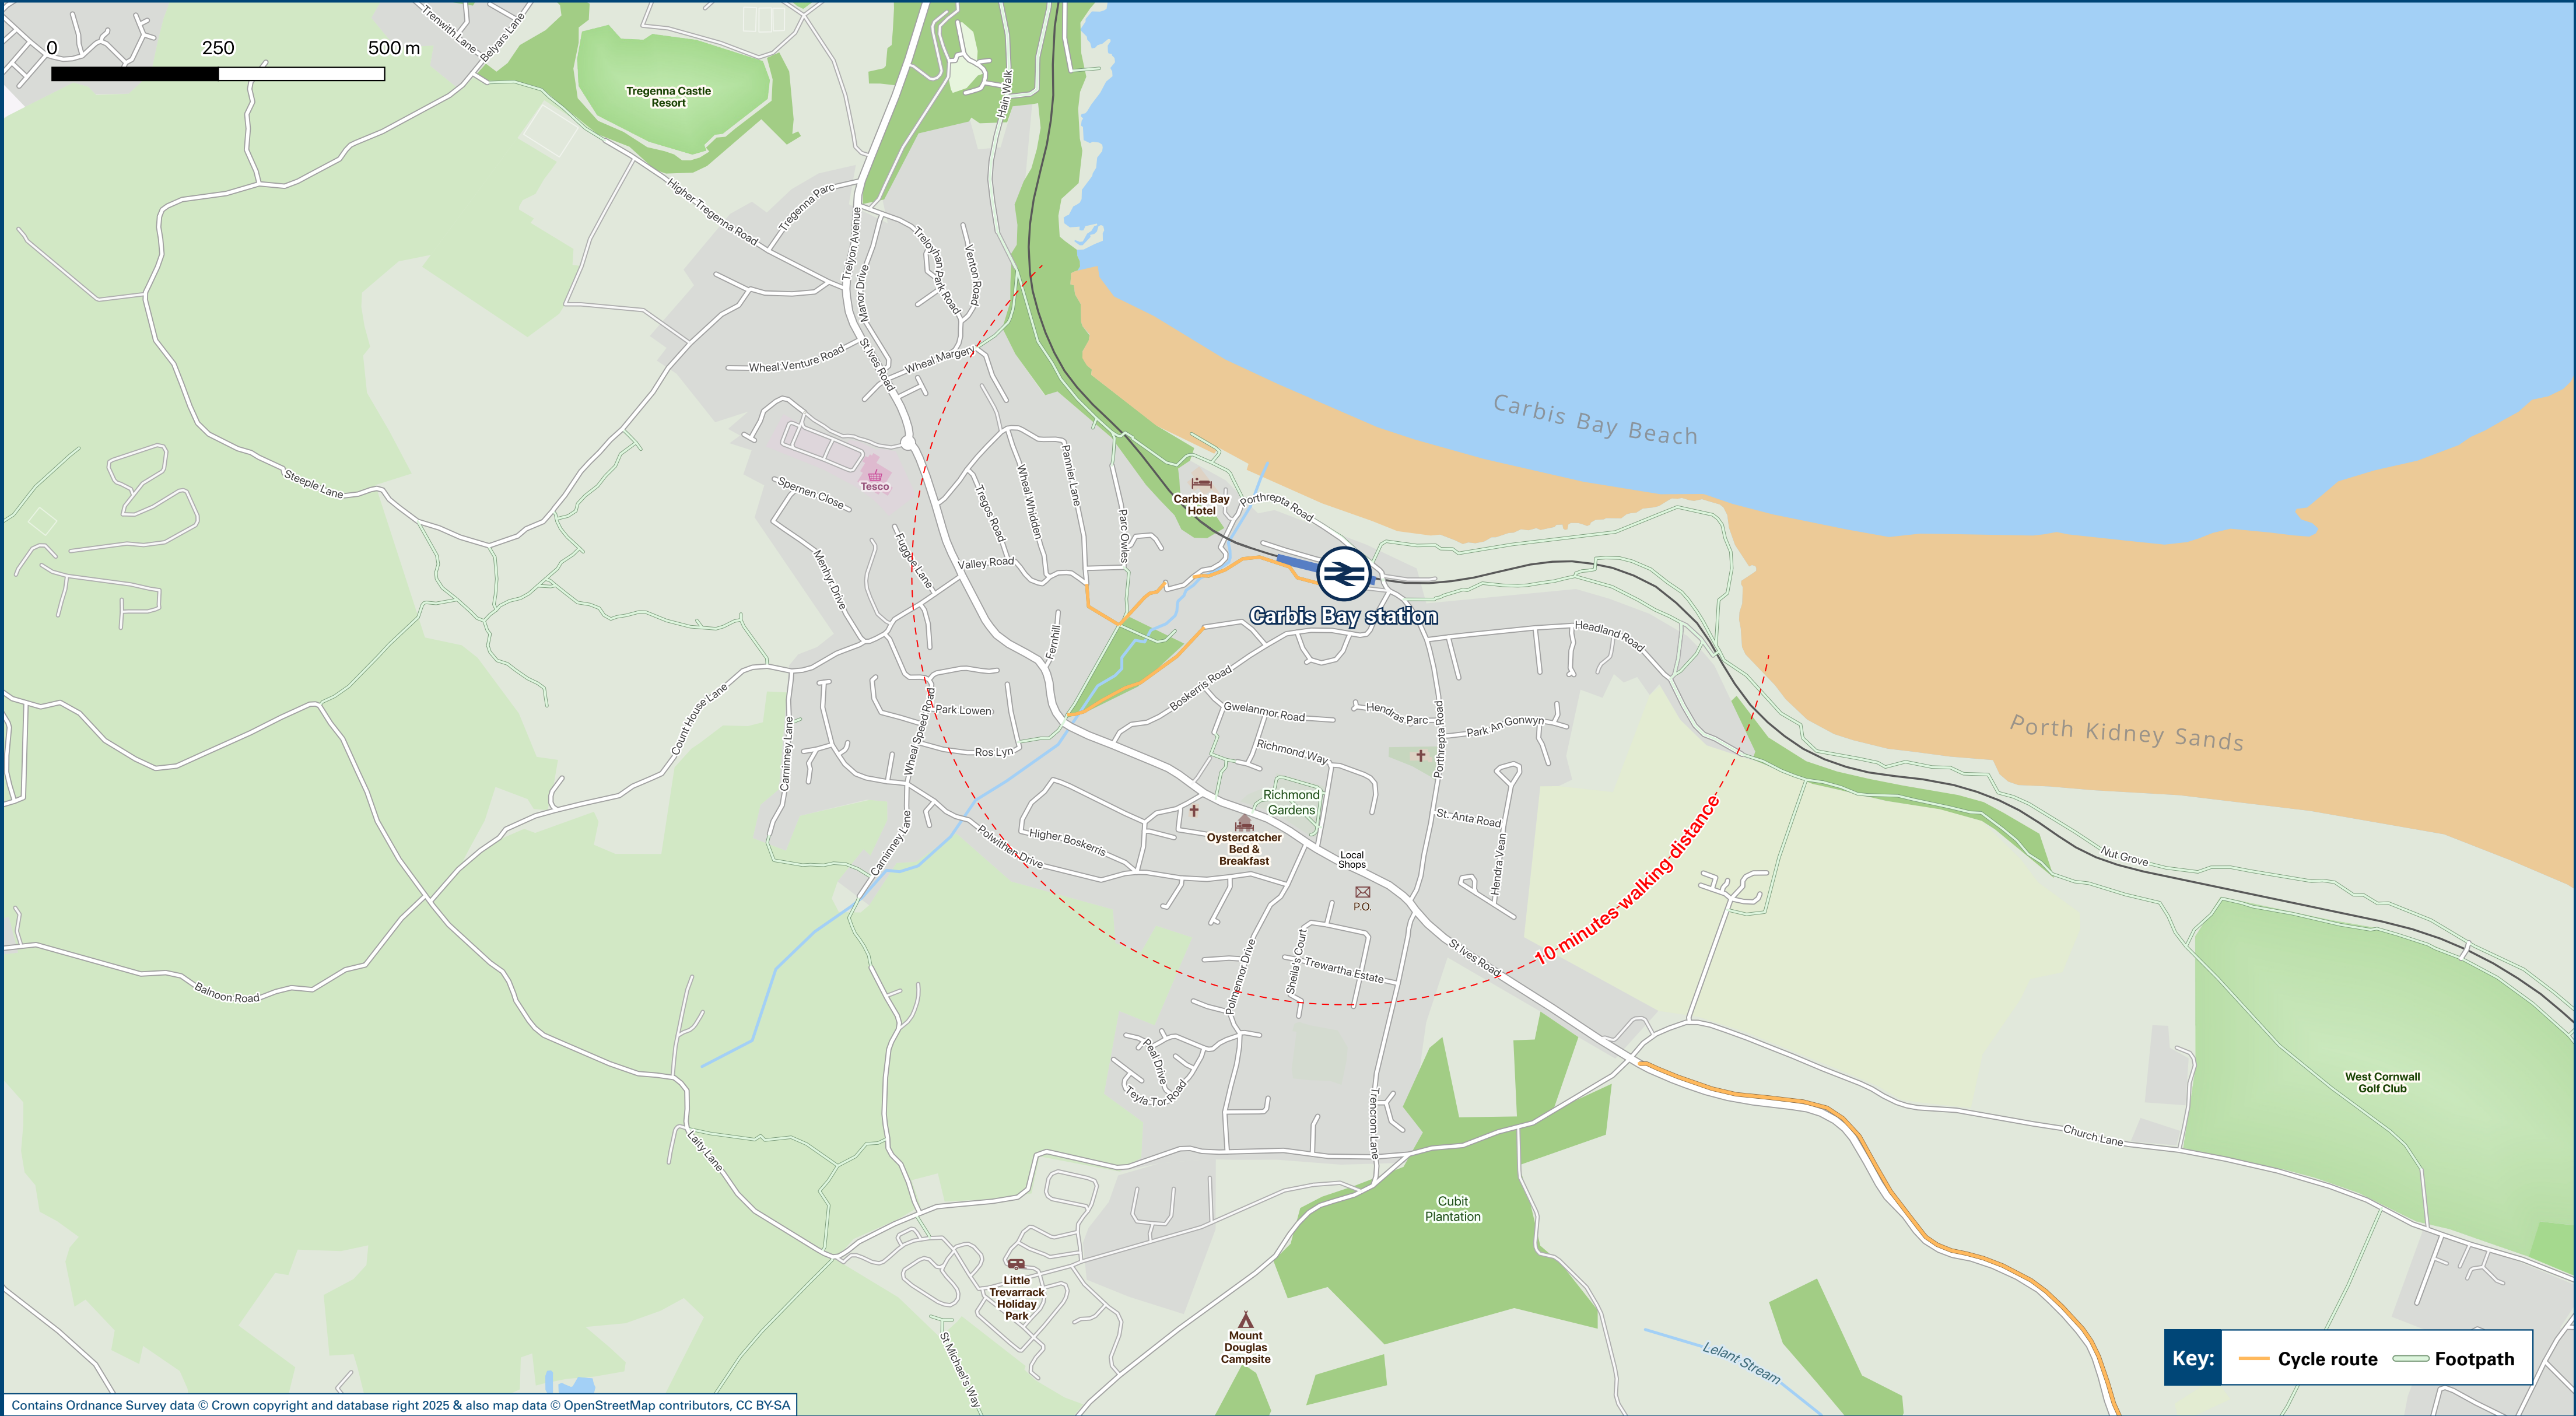 Trenwith Lane
Belyars Lane
0 250 500 m
Tregenna Castle
Resort
Hain Walk
Higher Tregenna Road
Tregenna Parc
Trelyon Avenue
Manor Drive
Treloyhan Park Road
Venton Road
St Ives Road
Wheal Venture Road
Wheal Margery
Carbis Bay Beach
Steeple Lane
Tesco
Spernen Close
Menhyr Drive
Fuggoe Lane
Tregos Road
Wheal Whidden
Pannier Lane
Parc Owles
Valley Road
Carbis Bay
Hotel
Porthrepta Road
Carbis Bay station
Fernhill
Headland Road
Count House Lane
Carninney Lane
Wheal Speed Road
Park Lowen
Ros Lyn
Boskerris Road
Gwelanmor Road
Hendras Parc
Porthrepta Road
Park An Gonwyn
Richmond Way
Porth Kidney Sands
Richmond
Gardens
St. Anta Road
Hendra Vean
Carninney Lane
Polwithen Drive
Higher Boskerris
Oystercatcher
Bed &
Breakfast
Local
Shops
P.O.
10 minutes walking distance
Nut Grove
St Ives Road
Polmennor Drive
Sheila's Court
Trewartha Estate
Balnoon Road
Peal Drive
Teyla Tor Road
Trencrom Lane
West Cornwall
Golf Club
Church Lane
Laity Lane
Cubit
Plantation
Little
Trevarrack
Holiday
Park
St Michael's Way
Mount
Douglas
Campsite
Lelant Stream
Key: Cycle route Footpath
Contains Ordnance Survey data © Crown copyright and database right 2025 & also map data © OpenStreetMap contributors, CC BY-SA